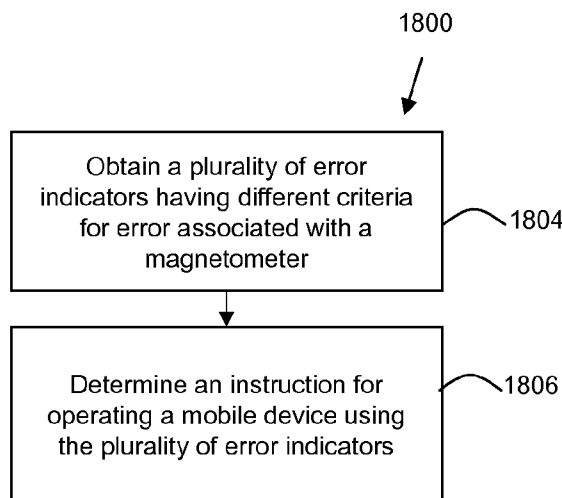 1800
Obtain a plurality of error
indicators having different criteria
for error associated with a
magnetometer
1804
Determine an instruction for
operating a mobile device using
the plurality of error indicators
1806